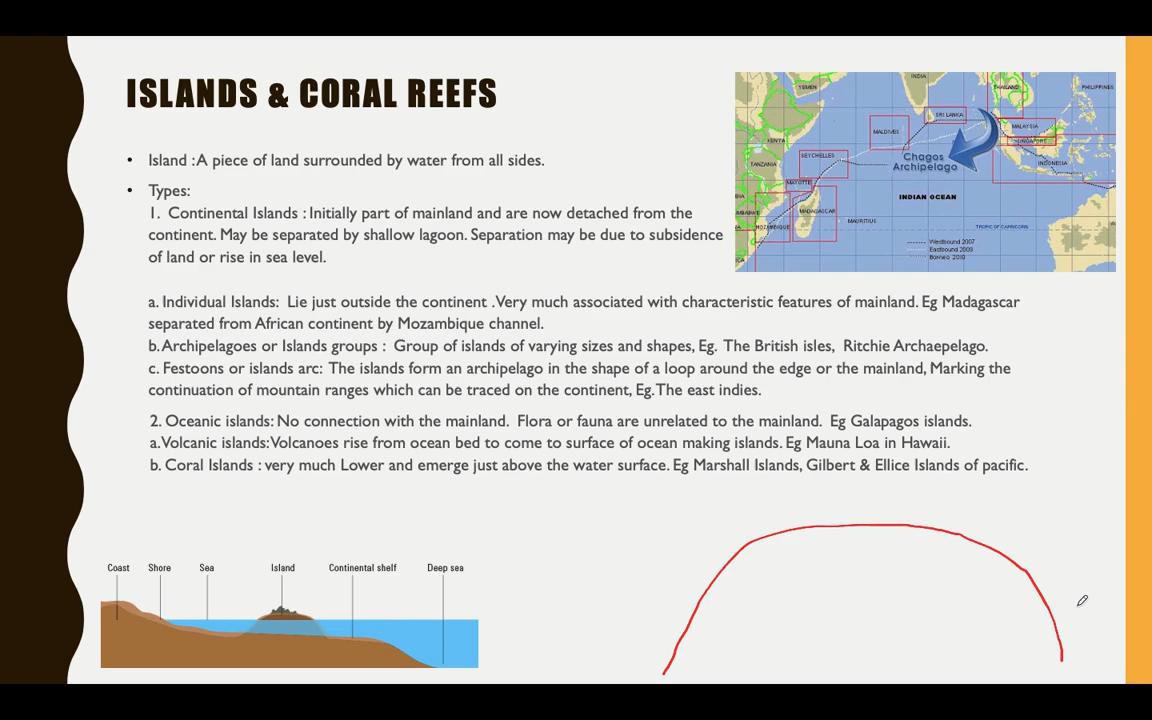 ISLANDS & CORAL REEFS
• Island : A piece of land surrounded by water from all sides.
• Types:
1. Continental Islands : Initially part of mainland and are now detached from the
continent. May be separated by shallow lagoon. Separation may be due to subsidence
of land or rise in sea level.
a. Individual Islands: Lie just outside the continent .Very much associated with characteristic features of mainland. Eg Madagascar
separated from African continent by Mozambique channel.
b. Archipelagoes or Islands groups : Group of islands of varying sizes and shapes, Eg. The British isles, Ritchie Archaepelago.
c. Festoons or islands arc: The islands form an archipelago in the shape of a loop around the edge or the mainland, Marking the
continuation of mountain ranges which can be traced on the continent, Eg. The east indies.
2. Oceanic islands: No connection with the mainland. Flora or fauna are unrelated to the mainland. Eg Galapagos islands.
a. Volcanic islands: Volcanoes rise from ocean bed to come to surface of ocean making islands. Eg Mauna Loa in Hawaii.
b. Coral Islands : very much Lower and emerge just above the water surface. Eg Marshall Islands, Gilbert & Ellice Islands of pacific.
YEMEN
INDIA
THAILAND
PHILIPPINES
SRI LANKA
MALDIVES
MALAYSIA
SINGAPORE
KENYA
SEYCHELLES
Chagos
Archipelago
INDONESIA
TANZANIA
MAYOTTE
INDIAN OCEAN
MADAGASCAR
MAURITIUS
MOZAMBIQUE
TROPIC OF CAPRICORN
Westbound 2007
Eastbound 2009
Borneo 2010
Coast Shore Sea Island Continental shelf Deep sea